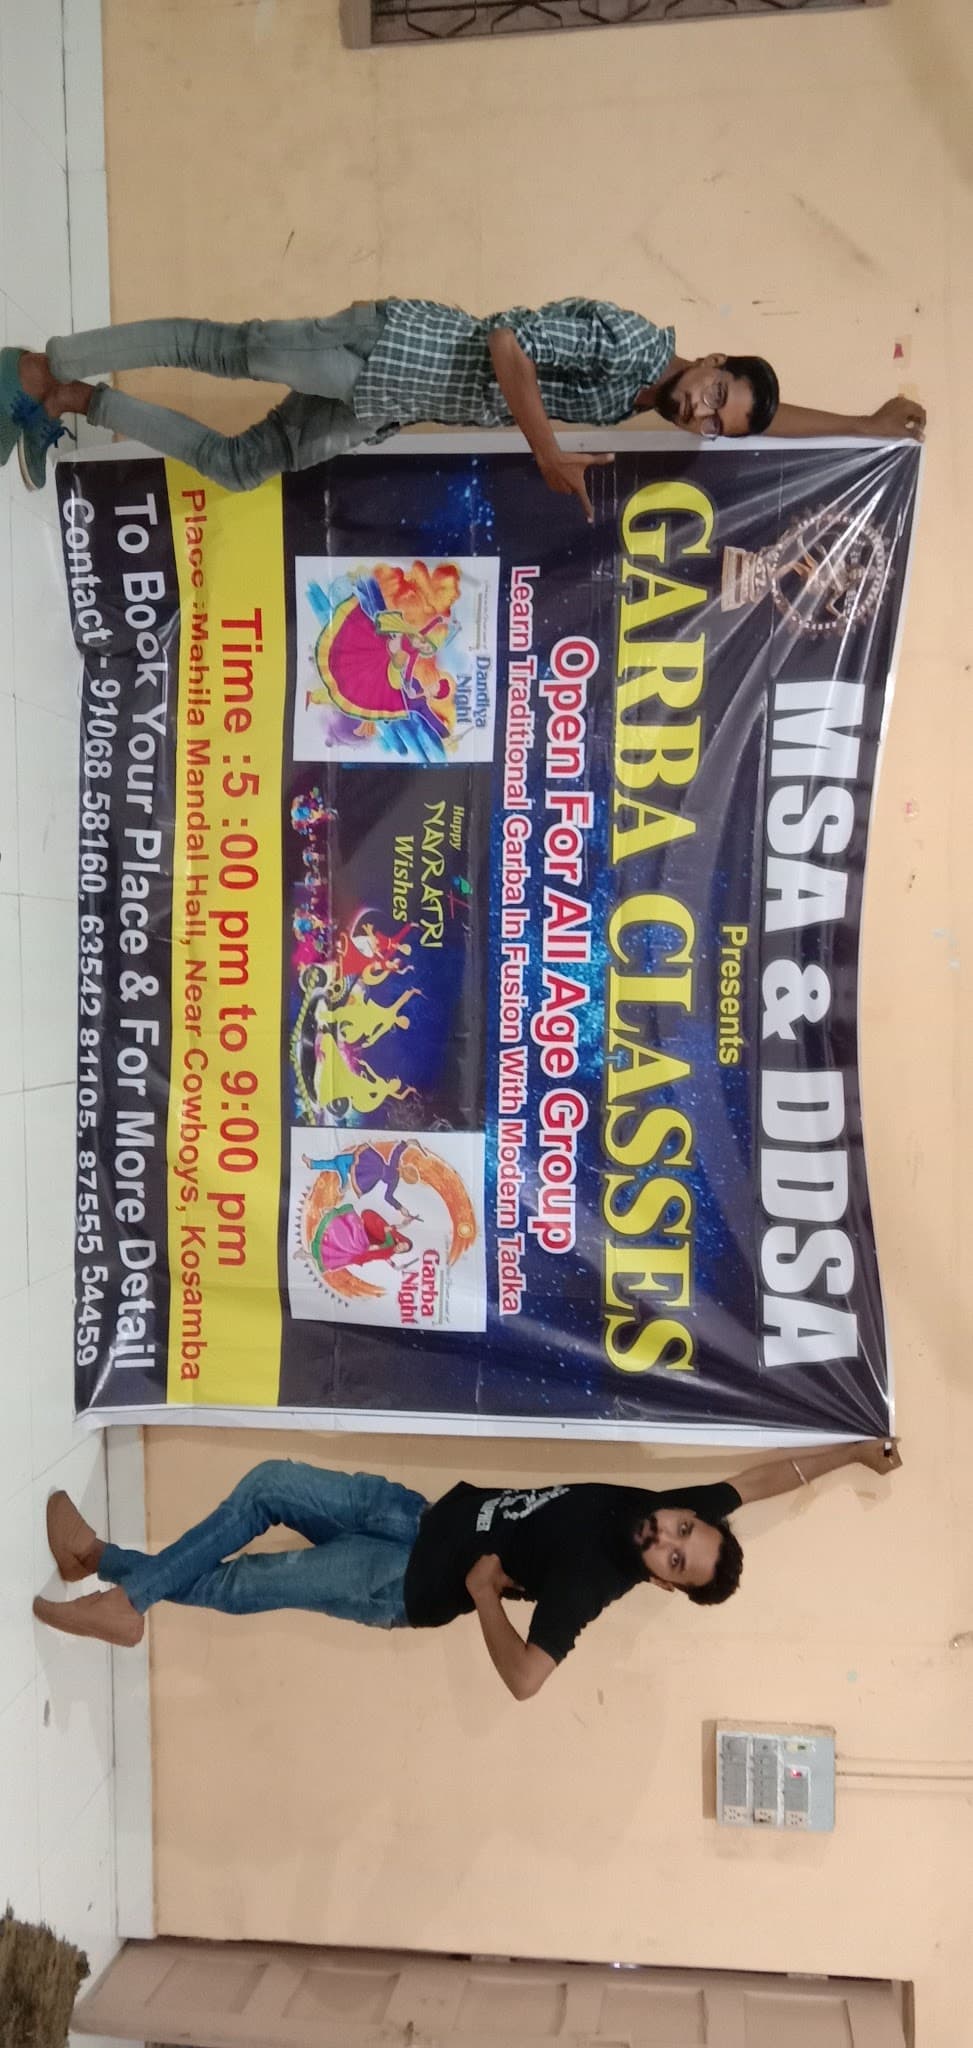 MSA & DDSA
Presents
GARBA CLASSES
Open For All Age Group
Learn Traditional Garba In Fusion With Modern Tadka
Dandiya
Night
Happy
NAVRATRI
Wishes
Garba
Night
Time :5 :00 pm to 9:00 pm
Place :Mahila Mandal Hall, Near Cowboys, Kosamba
To Book Your Place & For More Detail
Contact - 91068 58160, 63542 81105, 87555 54459